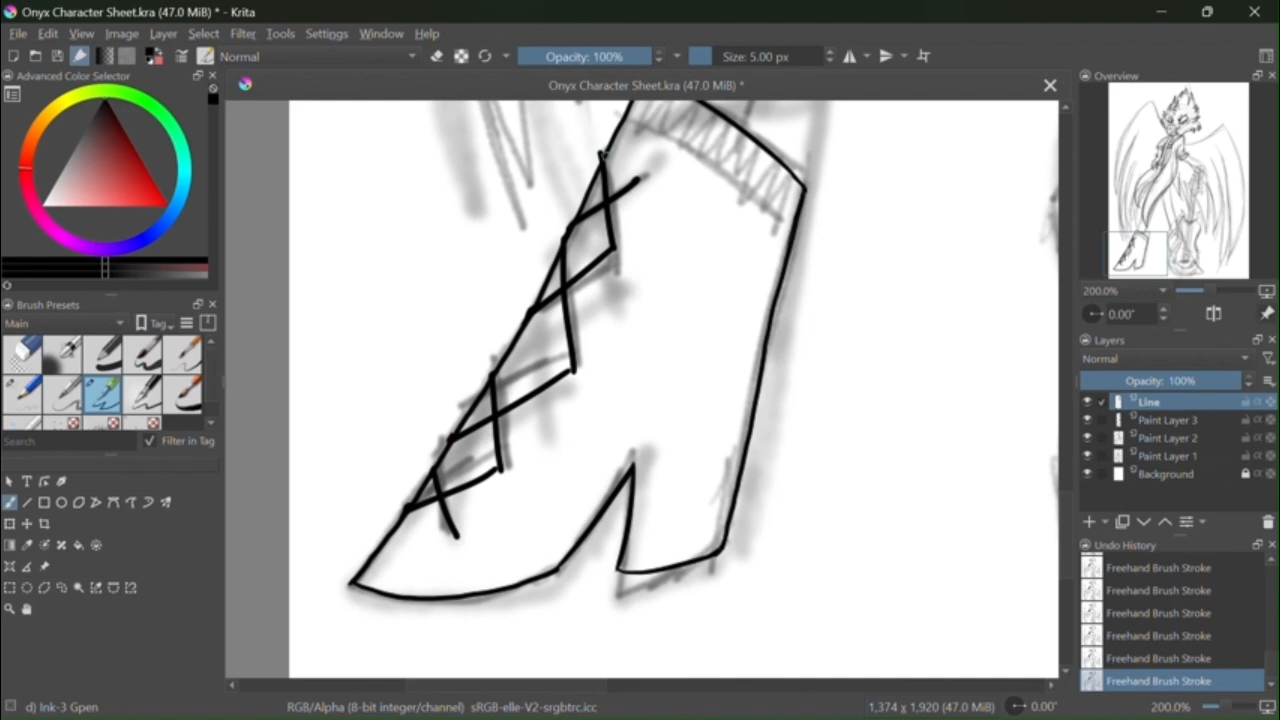 Onyx Character Sheet.kra (47.0 MiB) * - Krita
File Edit View Image Layer Select Filter Tools Settings Window Help
Normal Opacity: 100% Size: 5.00 px
Advanced Color Selector
Onyx Character Sheet.kra (47.0 MiB) *
Overview
200.0%
0.00°
Brush Presets
Main Tag
Search Filter in Tag
Layers
Normal
Opacity: 100%
Line
Paint Layer 3
Paint Layer 2
Paint Layer 1
Background
Undo History
Freehand Brush Stroke
Freehand Brush Stroke
Freehand Brush Stroke
Freehand Brush Stroke
Freehand Brush Stroke
Freehand Brush Stroke
d) Ink-3 Gpen RGB/Alpha (8-bit integer/channel) sRGB-elle-V2-srgbtrc.icc 1,374 x 1,920 (47.0 MiB) 0.00° 200.0%